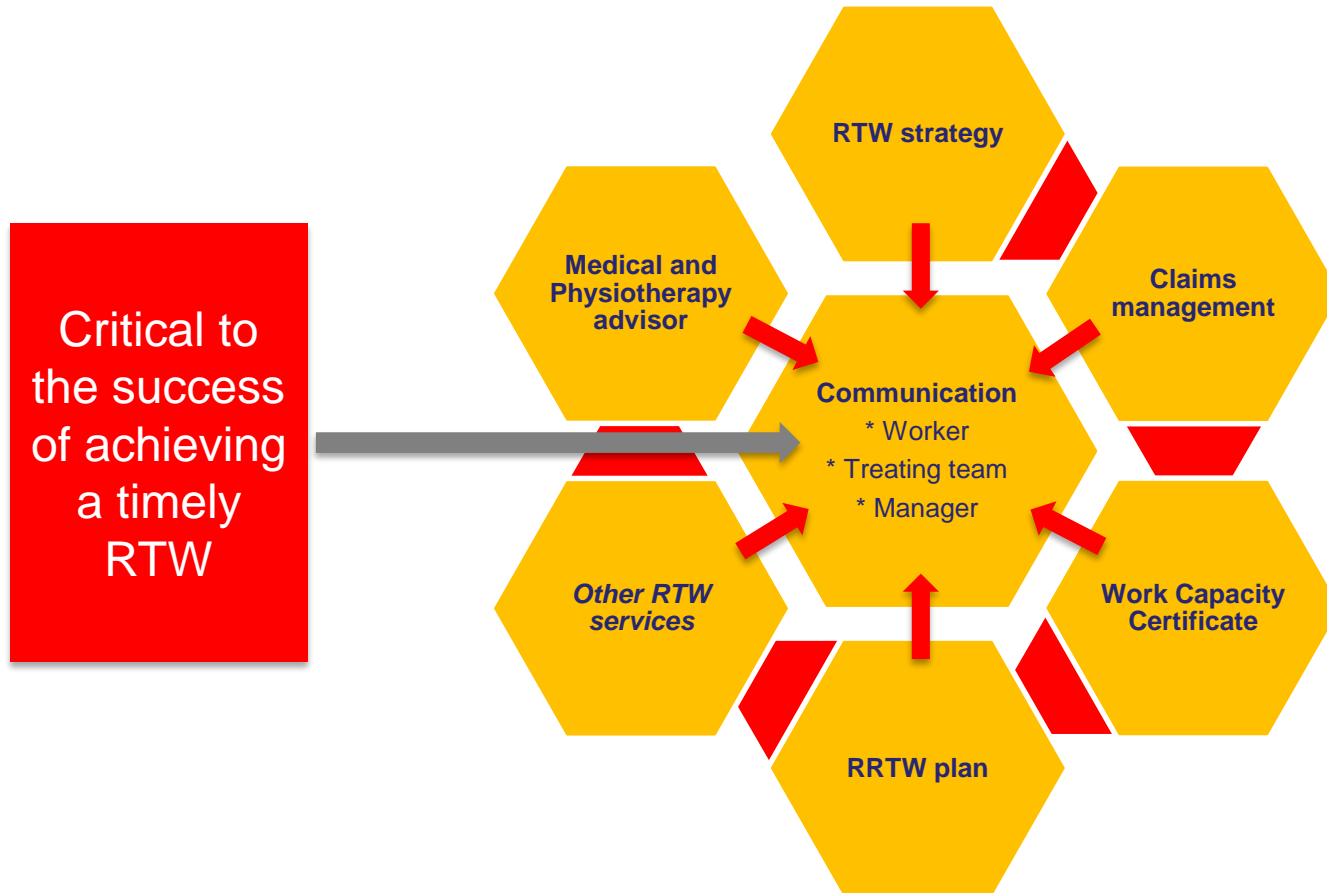 Critical to
the success
of achieving
a timely
RTW
RTW strategy
Medical and
Physiotherapy
advisor
Claims
management
Communication
* Worker
* Treating team
* Manager
Other RTW
services
Work Capacity
Certificate
RRTW plan